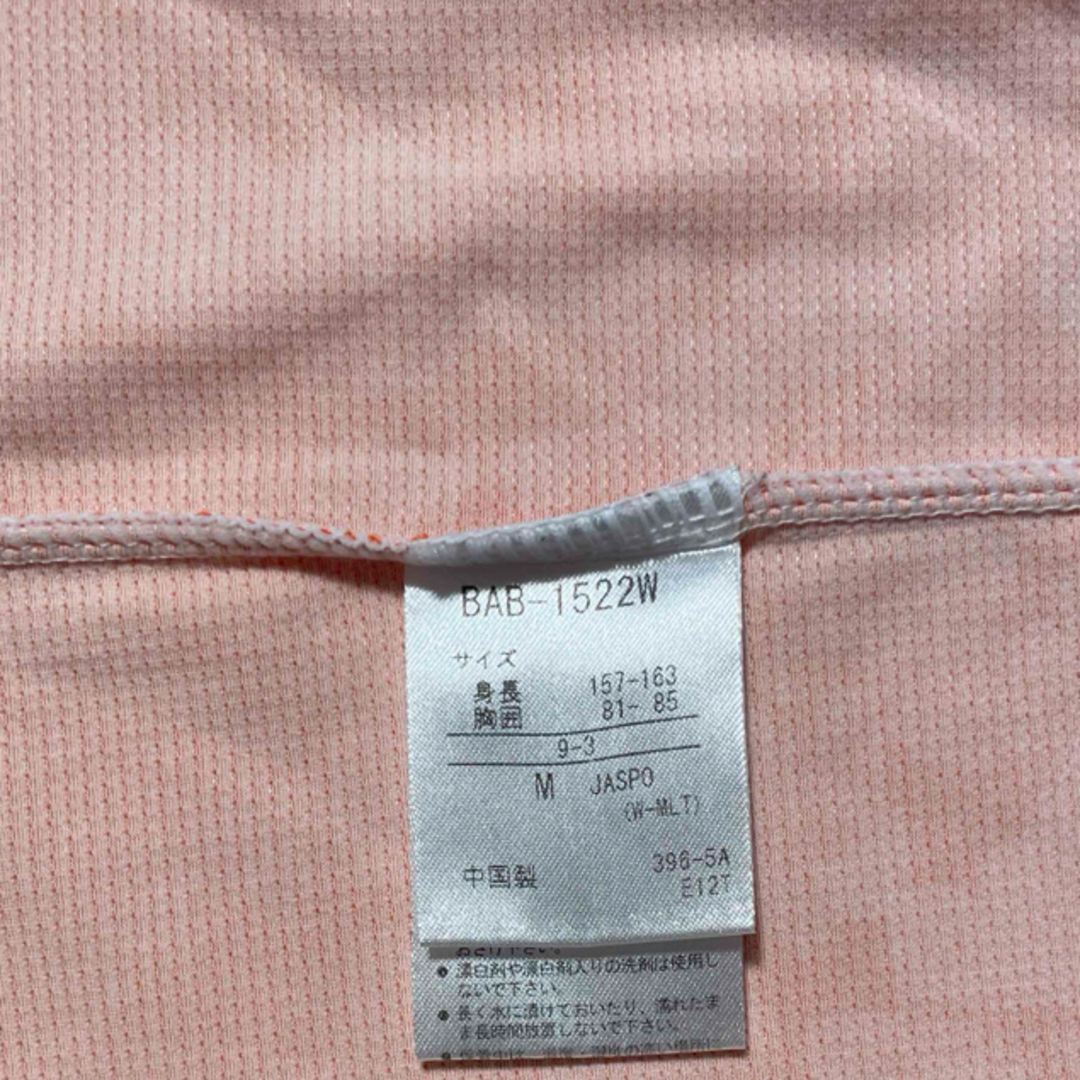 BAB-1522W
サイズ
身長 157-163
胸囲 81- 85
9-3
M JASPO
(W-MLT)
中国製 396-5A
E12T
● 漂白剤や漂白剤入りの洗剤は使用し
ないで下さい。
● 長く水に漬けておいたり、濡れたま
ま長時間放置しないで下さい。